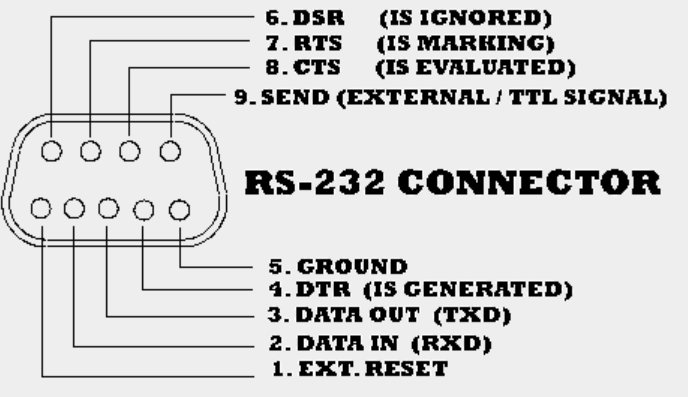 6. DSR (IS IGNORED)
7. RTS (IS MARKING)
8. CTS (IS EVALUATED)
9. SEND (EXTERNAL / TTL SIGNAL)
RS-232 CONNECTOR
5. GROUND
4. DTR (IS GENERATED)
3. DATA OUT (TXD)
2. DATA IN (RXD)
1. EXT. RESET